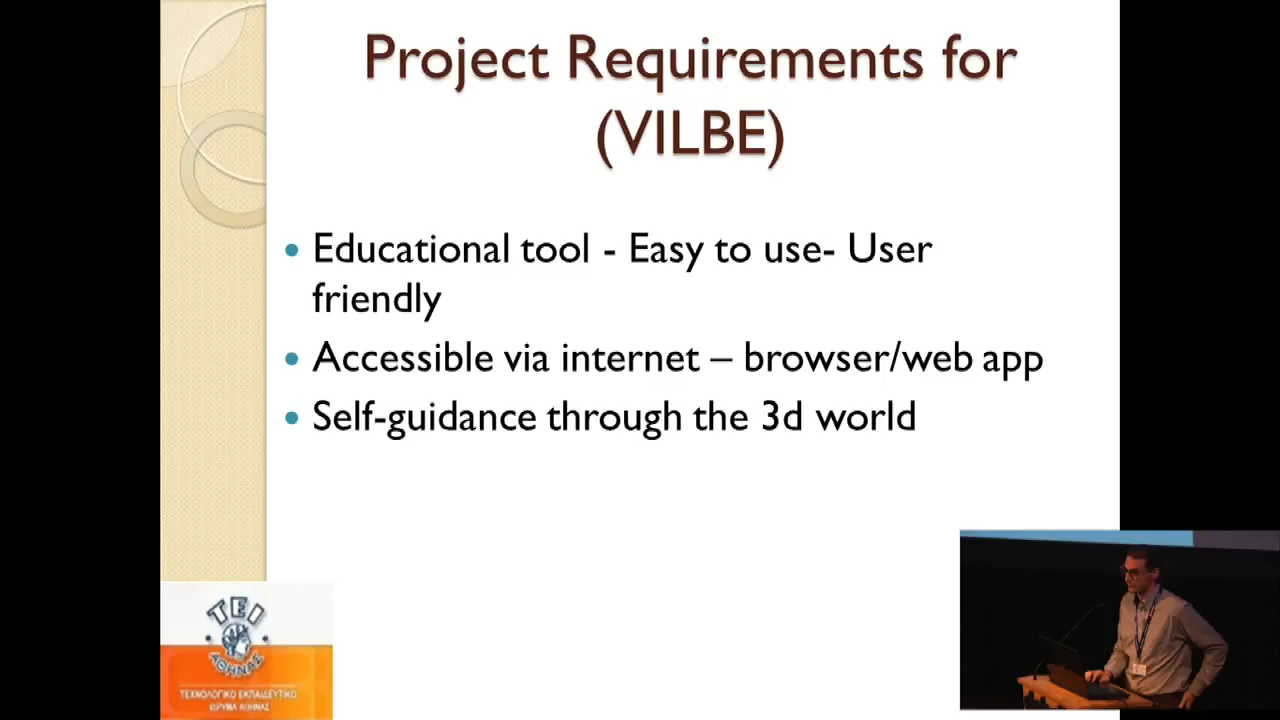 Project Requirements for
(VILBE)
• Educational tool - Easy to use- User
friendly
• Accessible via internet – browser/web app
• Self-guidance through the 3d world
ΤΕΙ
ΑΘΗΝΑΣ
ΤΕΧΝΟΛΟΓΙΚΟ ΕΚΠΑΙΔΕΥΤΙΚΟ
ΙΔΡΥΜΑ ΑΘΗΝΑΣ